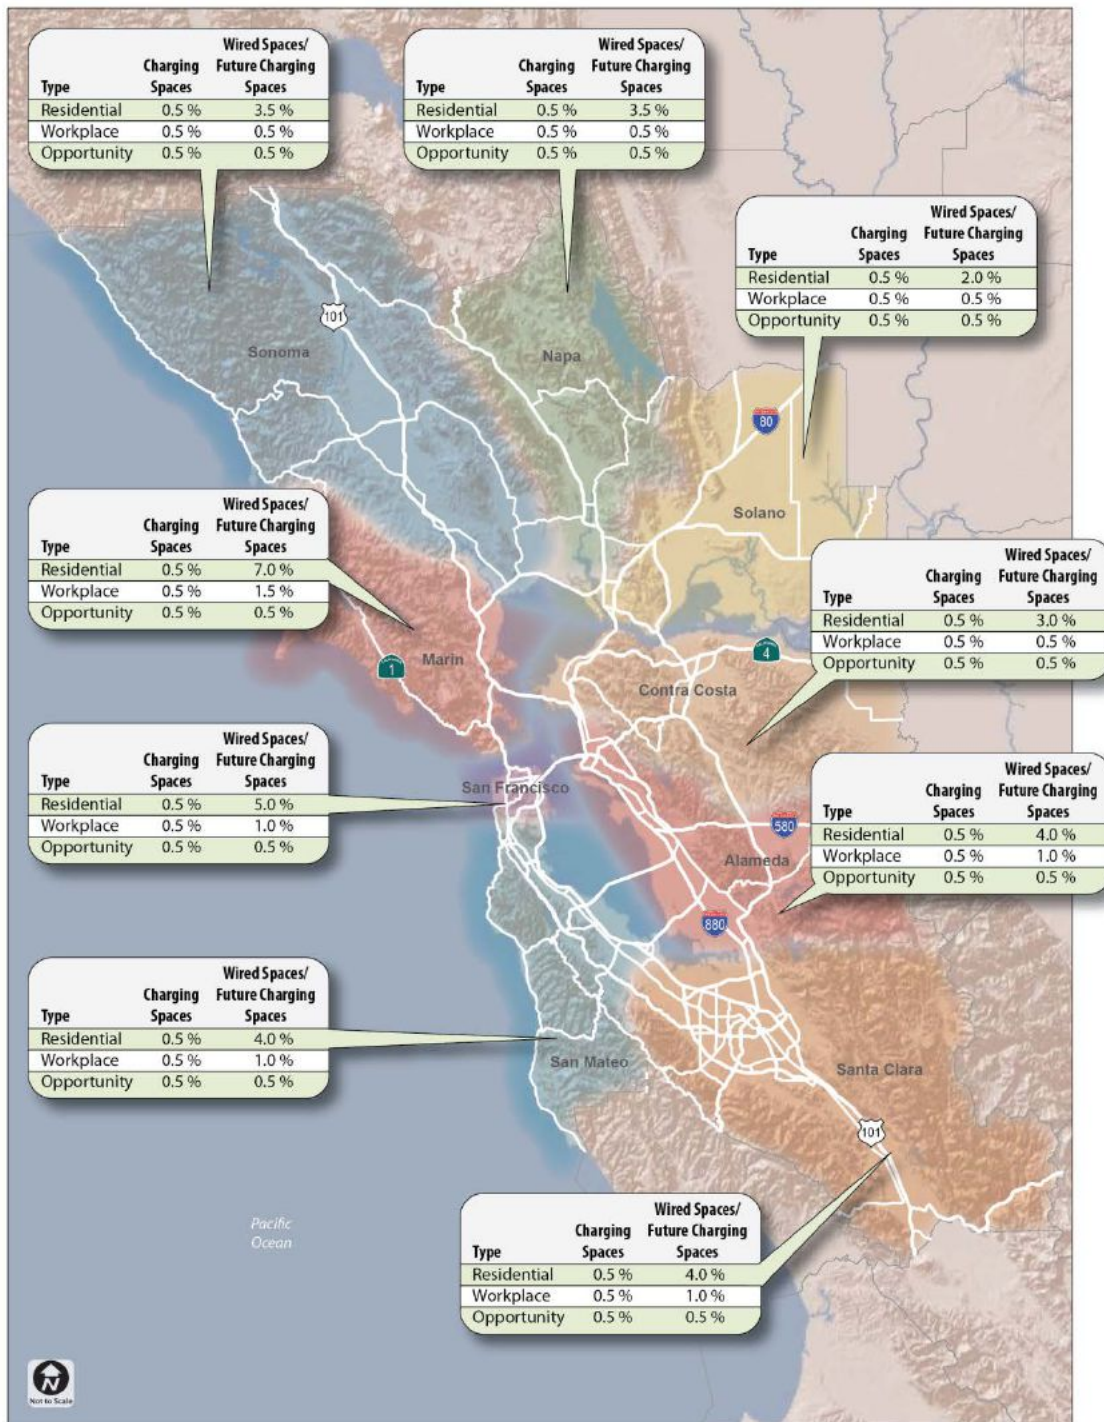 Wired Spaces/
Charging Future Charging
Type Spaces Spaces
Residential 0.5 % 3.5 %
Workplace 0.5 % 0.5 %
Opportunity 0.5 % 0.5 %
Wired Spaces/
Charging Future Charging
Type Spaces Spaces
Residential 0.5 % 3.5 %
Workplace 0.5 % 0.5 %
Opportunity 0.5 % 0.5 %
Wired Spaces/
Charging Future Charging
Type Spaces Spaces
Residential 0.5 % 2.0 %
Workplace 0.5 % 0.5 %
Opportunity 0.5 % 0.5 %
101
Sonoma
Napa
80
Solano
Wired Spaces/
Charging Future Charging
Type Spaces Spaces
Residential 0.5 % 7.0 %
Workplace 0.5 % 1.5 %
Opportunity 0.5 % 0.5 %
Wired Spaces/
Charging Future Charging
Type Spaces Spaces
Residential 0.5 % 3.0 %
Workplace 0.5 % 0.5 %
Opportunity 0.5 % 0.5 %
Marin
1
4
Contra Costa
Wired Spaces/
Charging Future Charging
Type Spaces Spaces
Residential 0.5 % 5.0 %
Workplace 0.5 % 1.0 %
Opportunity 0.5 % 0.5 %
San Francisco
Wired Spaces/
Charging Future Charging
Type Spaces Spaces
Residential 0.5 % 4.0 %
Workplace 0.5 % 1.0 %
Opportunity 0.5 % 0.5 %
580
Alameda
880
Wired Spaces/
Charging Future Charging
Type Spaces Spaces
Residential 0.5 % 4.0 %
Workplace 0.5 % 1.0 %
Opportunity 0.5 % 0.5 %
San Mateo
Santa Clara
101
Wired Spaces/
Charging Future Charging
Type Spaces Spaces
Residential 0.5 % 4.0 %
Workplace 0.5 % 1.0 %
Opportunity 0.5 % 0.5 %
Pacific
Ocean
N
Not to Scale